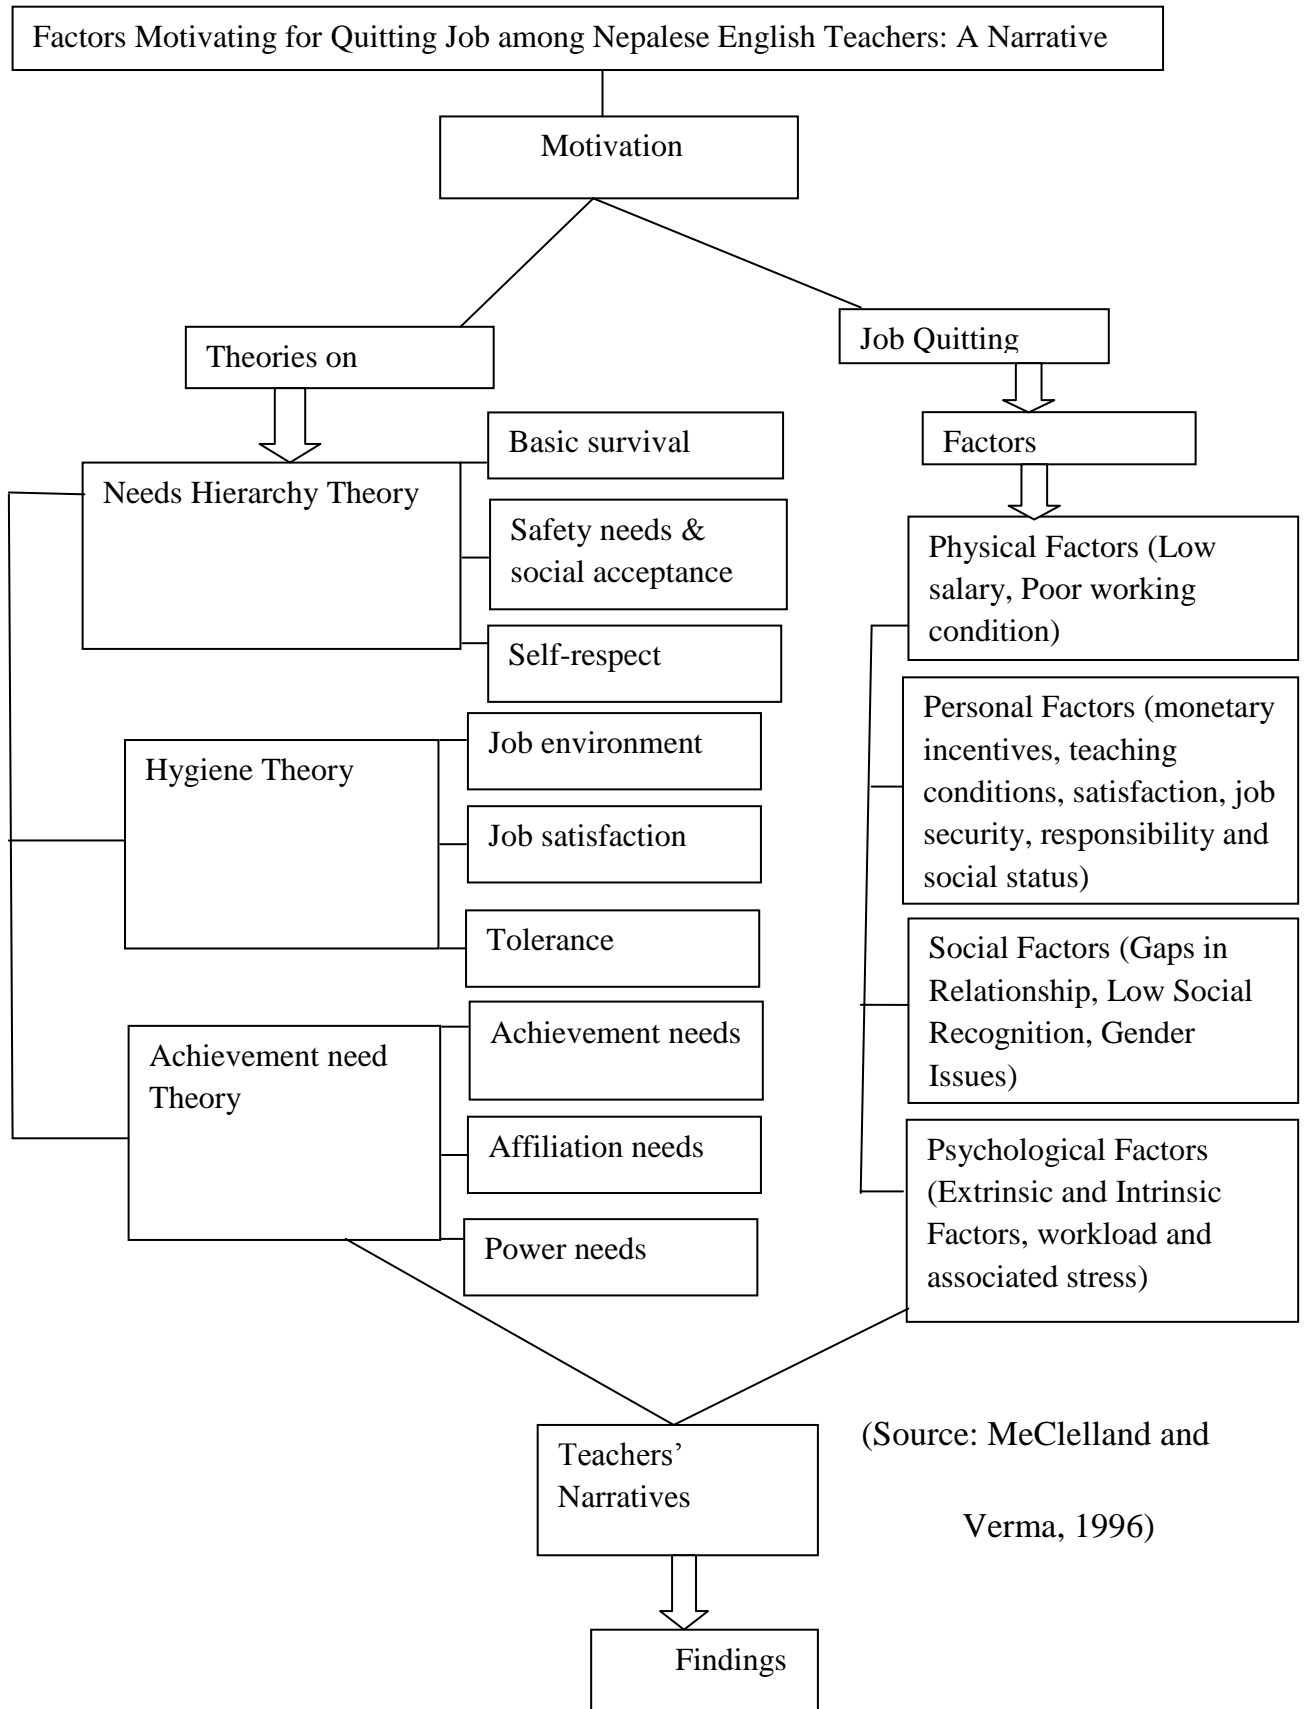 Factors Motivating for Quitting Job among Nepalese English Teachers: A Narrative
Motivation
Theories on
Job Quitting
Needs Hierarchy Theory
Basic survival
Safety needs &
social acceptance
Self-respect
Hygiene Theory
Job environment
Job satisfaction
Tolerance
Achievement need
Theory
Achievement needs
Affiliation needs
Power needs
Factors
Physical Factors (Low
salary, Poor working
condition)
Personal Factors (monetary
incentives, teaching
conditions, satisfaction, job
security, responsibility and
social status)
Social Factors (Gaps in
Relationship, Low Social
Recognition, Gender
Issues)
Psychological Factors
(Extrinsic and Intrinsic
Factors, workload and
associated stress)
Teachers’
Narratives
(Source: MeClelland and
Verma, 1996)
Findings